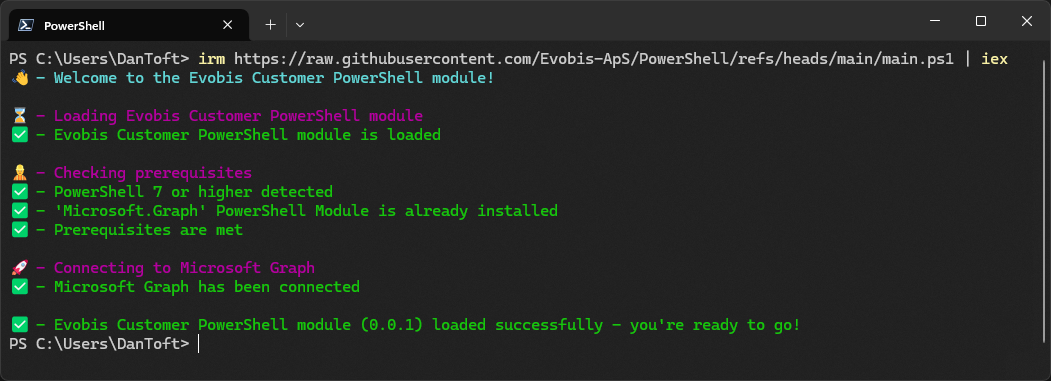 PowerShell
PS C:\Users\DanToft> irm https://raw.githubusercontent.com/Evobis-ApS/PowerShell/refs/heads/main/main.ps1 | iex
👋 - Welcome to the Evobis Customer PowerShell module!
⏳ - Loading Evobis Customer PowerShell module
✅ - Evobis Customer PowerShell module is loaded
👷 - Checking prerequisites
✅ - PowerShell 7 or higher detected
✅ - 'Microsoft.Graph' PowerShell Module is already installed
✅ - Prerequisites are met
🚀 - Connecting to Microsoft Graph
✅ - Microsoft Graph has been connected
✅ - Evobis Customer PowerShell module (0.0.1) loaded successfully - you're ready to go!
PS C:\Users\DanToft>